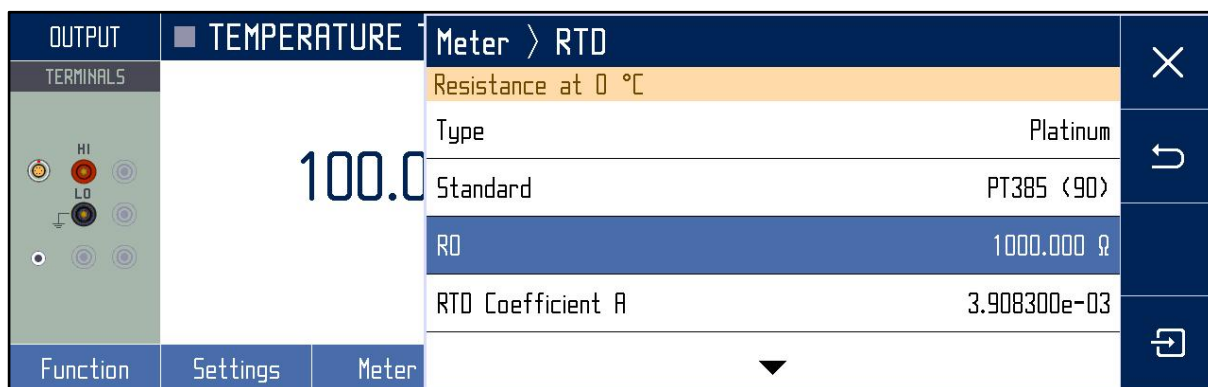 OUTPUT
TERMINALS
HI
LO
TEMPERATURE
100.0
Function
Settings
Meter
Meter 〉 RTD
Resistance at 0 °C
Type Platinum
Standard PT385 (90)
R0 1000.000 Ω
RTD Coefficient A 3.908300e-03